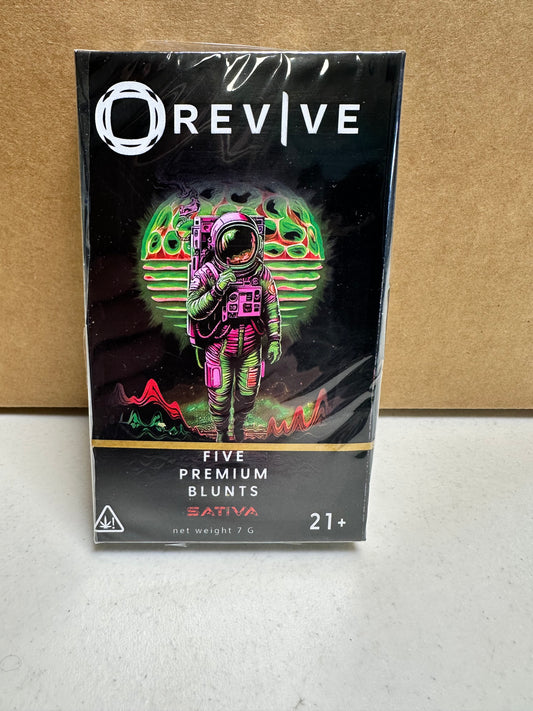 REV|VE
FIVE
PREMIUM
BLUNTS
SATIVA
net weight 7 G
21+
!